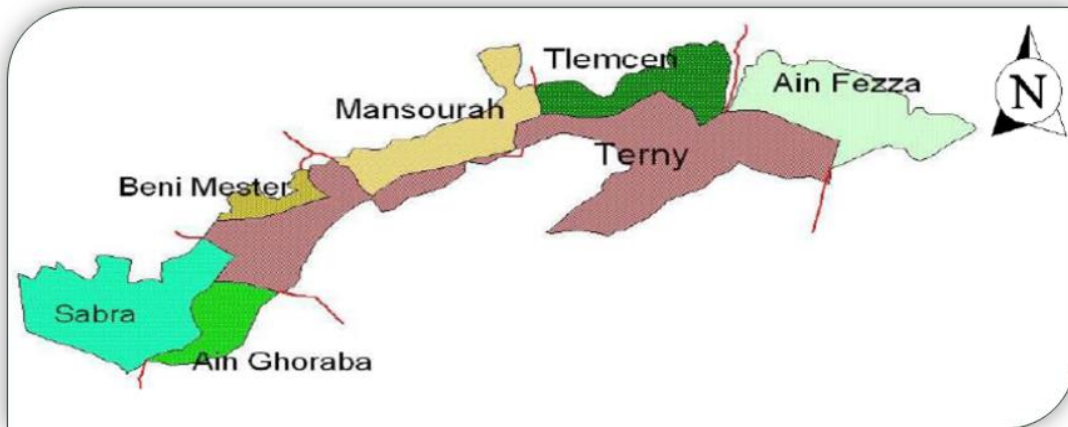 Tlemcen
Ain Fezza
N
Mansourah
Terny
Beni Mester
Sabra
Ain Ghoraba